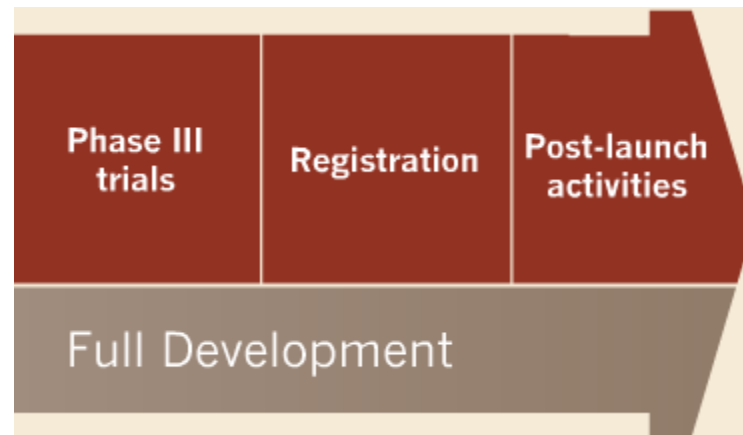 Phase III
trials
Registration
Post-launch
activities
Full Development